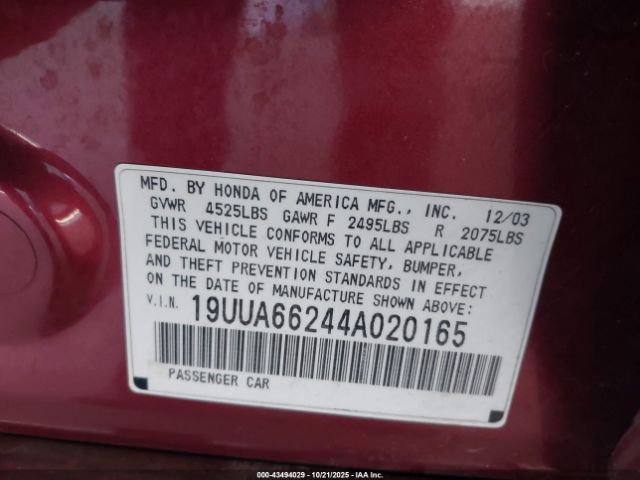 MFD. BY HONDA OF AMERICA MFG., INC. 12/03
GVWR 4525LBS GAWR F 2495LBS R 2075LBS
THIS VEHICLE CONFORMS TO ALL APPLICABLE
FEDERAL MOTOR VEHICLE SAFETY, BUMPER,
AND THEFT PREVENTION STANDARDS IN EFFECT
ON THE DATE OF MANUFACTURE SHOWN ABOVE:
V.I.N. 19UUA66244A020165
PASSENGER CAR
000-43494029 - 10/21/2025 - IAA Inc.